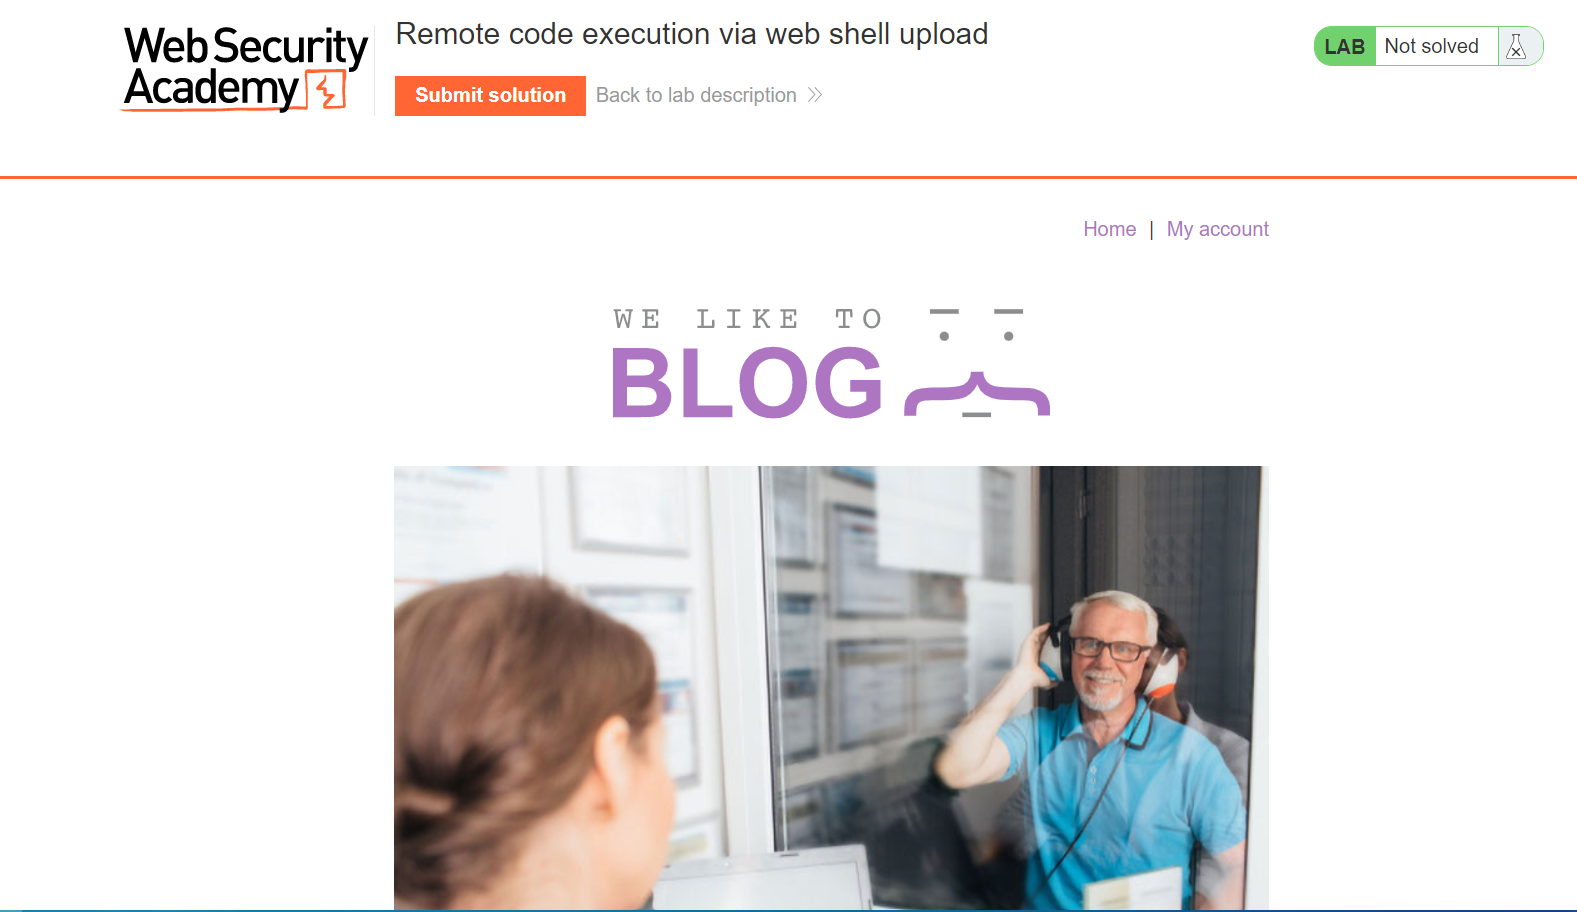 Web Security
Academy
Remote code execution via web shell upload
Submit solution
Back to lab description
LAB
Not solved
Home | My account
WE LIKE TO
BLOG